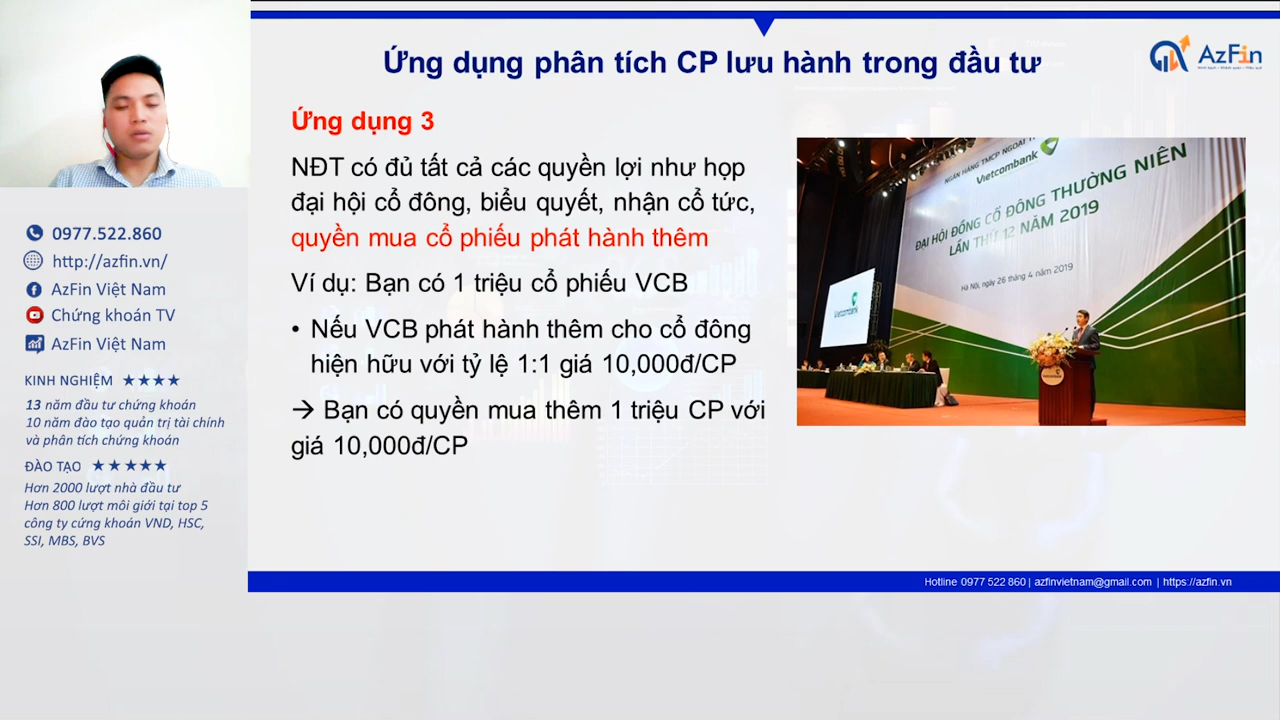 Ứng dụng phân tích CP lưu hành trong đầu tư
AzFin
Ứng dụng 3
NĐT có đủ tất cả các quyền lợi như họp
đại hội cổ đông, biểu quyết, nhận cổ tức,
quyền mua cổ phiếu phát hành thêm
Ví dụ: Bạn có 1 triệu cổ phiếu VCB
• Nếu VCB phát hành thêm cho cổ đông
hiện hữu với tỷ lệ 1:1 giá 10,000đ/CP
→ Bạn có quyền mua thêm 1 triệu CP với
giá 10,000đ/CP
NGÂN HÀNG TMCP NGOẠI
Vietcombank
ĐẠI HỘI ĐỒNG CỔ ĐÔNG THƯỜNG NIÊN
LẦN THỨ 12 NĂM 2019
Hà Nội, ngày 26 tháng 4 năm 2019
Vietcombank
VIETCOMBANK
0977.522.860
http://azfin.vn/
AzFin Việt Nam
Chứng khoán TV
AzFin Việt Nam
KINH NGHIỆM ★★★★
13 năm đầu tư chứng khoán
10 năm đào tạo quản trị tài chính
và phân tích chứng khoán
ĐÀO TẠO ★★★★★
Hơn 2000 lượt nhà đầu tư
Hơn 800 lượt môi giới tại top 5
công ty cứng khoán VND, HSC,
SSI, MBS, BVS
Hotline 0977 522 860 | azfinvietnam@gmail.com | https://azfin.vn